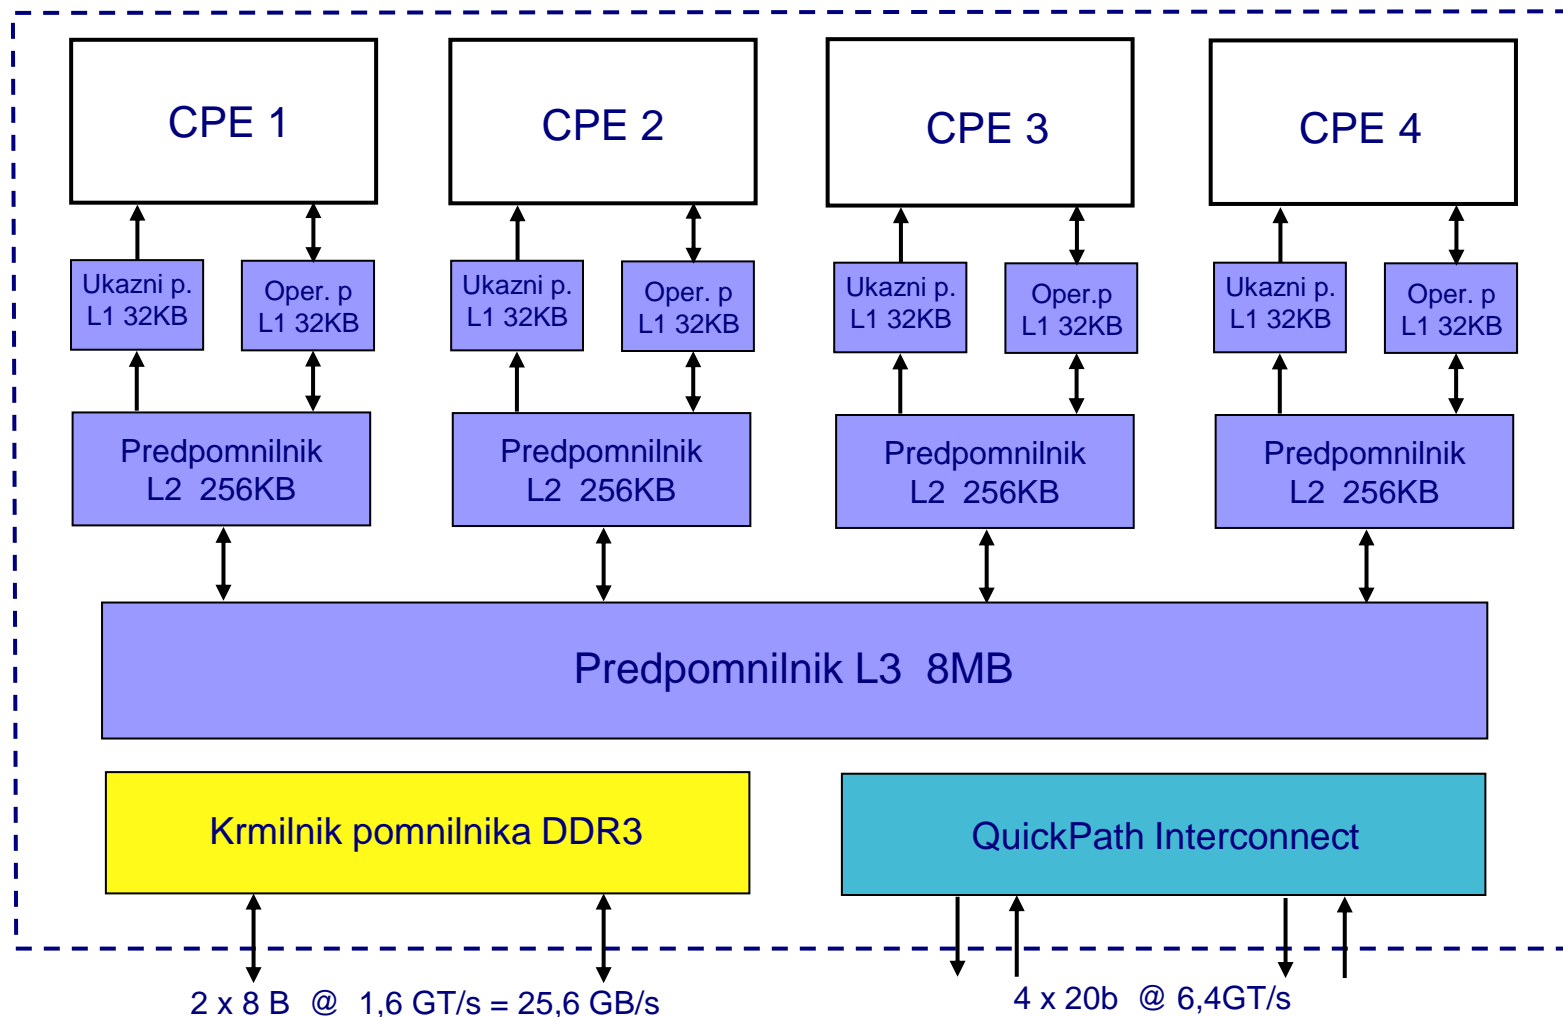 CPE 1
CPE 2
CPE 3
CPE 4
Ukazni p.
L1 32KB
Oper. p
L1 32KB
Ukazni p.
L1 32KB
Oper. p
L1 32KB
Ukazni p.
L1 32KB
Oper.p
L1 32KB
Ukazni p.
L1 32KB
Oper. p
L1 32KB
Predpomnilnik
L2 256KB
Predpomnilnik
L2 256KB
Predpomnilnik
L2 256KB
Predpomnilnik
L2 256KB
Predpomnilnik L3 8MB
Krmilnik pomnilnika DDR3
QuickPath Interconnect
2 x 8 B @ 1,6 GT/s = 25,6 GB/s
4 x 20b @ 6,4GT/s